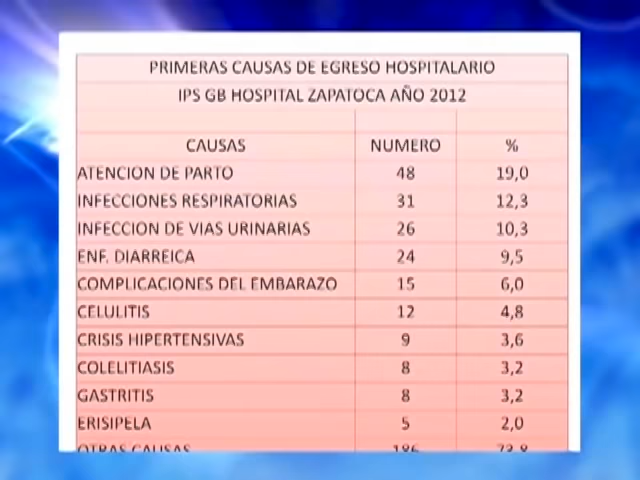 PRIMERAS CAUSAS DE EGRESO HOSPITALARIO
IPS GB HOSPITAL ZAPATOCA AÑO 2012
CAUSAS NUMERO %
ATENCION DE PARTO 48 19,0
INFECCIONES RESPIRATORIAS 31 12,3
INFECCION DE VIAS URINARIAS 26 10,3
ENF. DIARREICA 24 9,5
COMPLICACIONES DEL EMBARAZO 15 6,0
CELULITIS 12 4,8
CRISIS HIPERTENSIVAS 9 3,6
COLELITIASIS 8 3,2
GASTRITIS 8 3,2
ERISIPELA 5 2,0
OTRAS CAUSAS